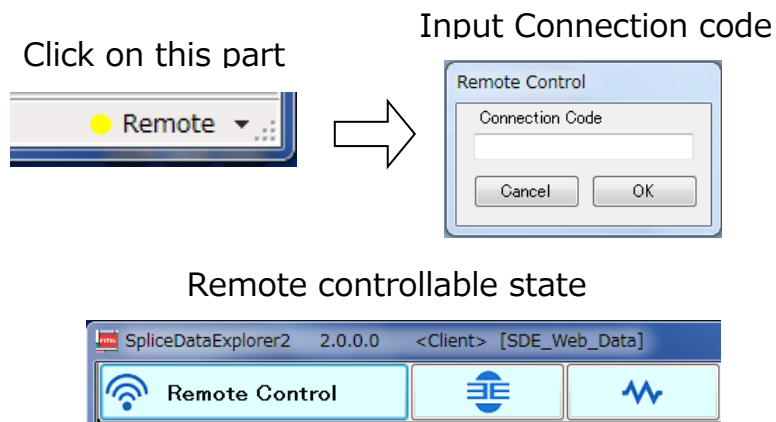 Input Connection code
Click on this part
Remote Control
Connection Code
Remote
Cancel
OK
Remote controllable state
SpliceDataExplorer2 2.0.0.0 <Client> [SDE_Web_Data]
Remote Control